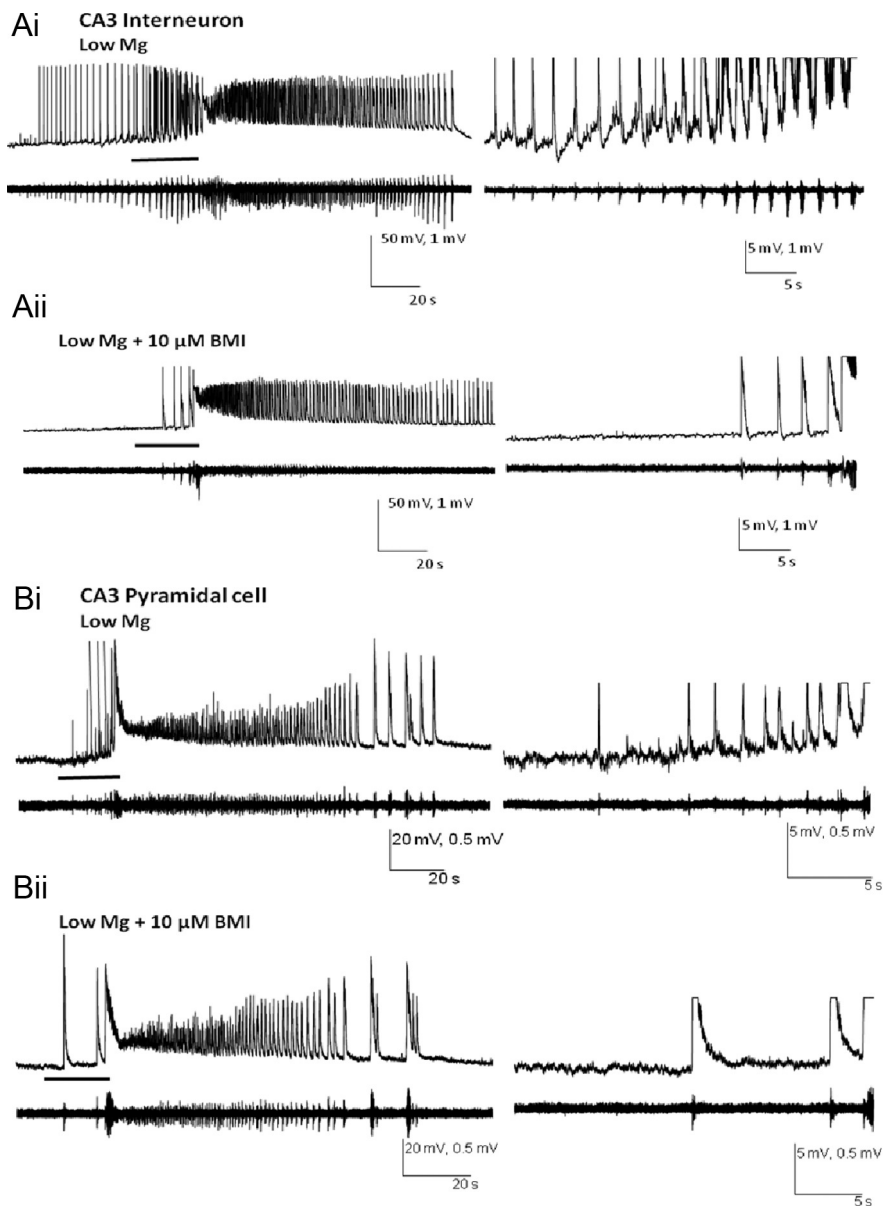 Ai
CA3 Interneuron
Low Mg
50 mV, 1 mV
20 s
5 mV, 1 mV
5 s
Aii
Low Mg + 10 µM BMI
50 mV, 1 mV
20 s
5 mV, 1 mV
5 s
Bi
CA3 Pyramidal cell
Low Mg
20 mV, 0.5 mV
20 s
5 mV, 0.5 mV
5 s
Bii
Low Mg + 10 µM BMI
20 mV, 0.5 mV
20 s
5 mV, 0.5 mV
5 s